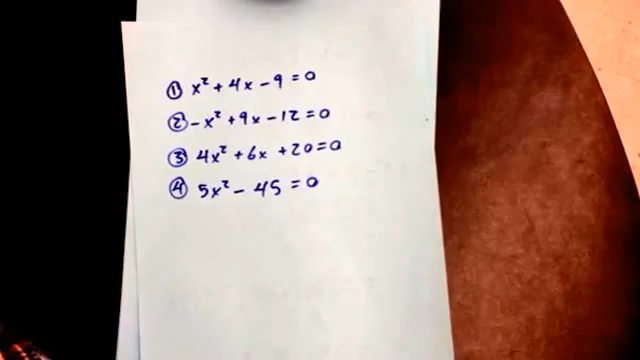 ① x² + 4x - 9 = 0
② -x² + 9x - 12 = 0
③ 4x² + 6x + 20 = 0
④ 5x² - 45 = 0